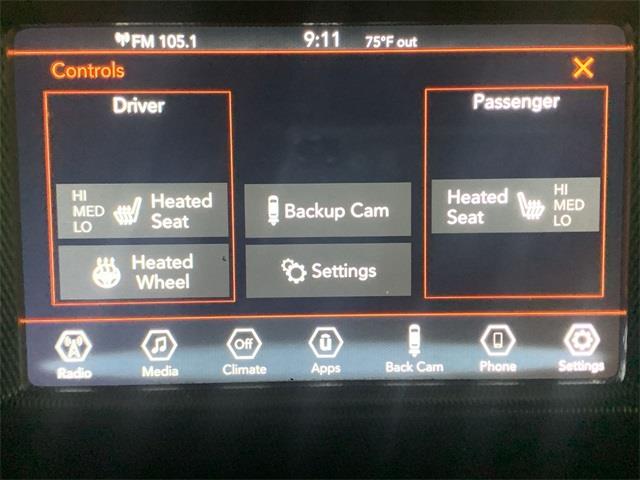 FM 105.1 9:11 75°F out
Controls
Driver
Passenger
HI
MED
LO
Heated
Seat
Backup Cam
Heated
Seat
HI
MED
LO
Heated
Wheel
Settings
Radio
Media
Off
Climate
Apps
Back Cam
Phone
Settings